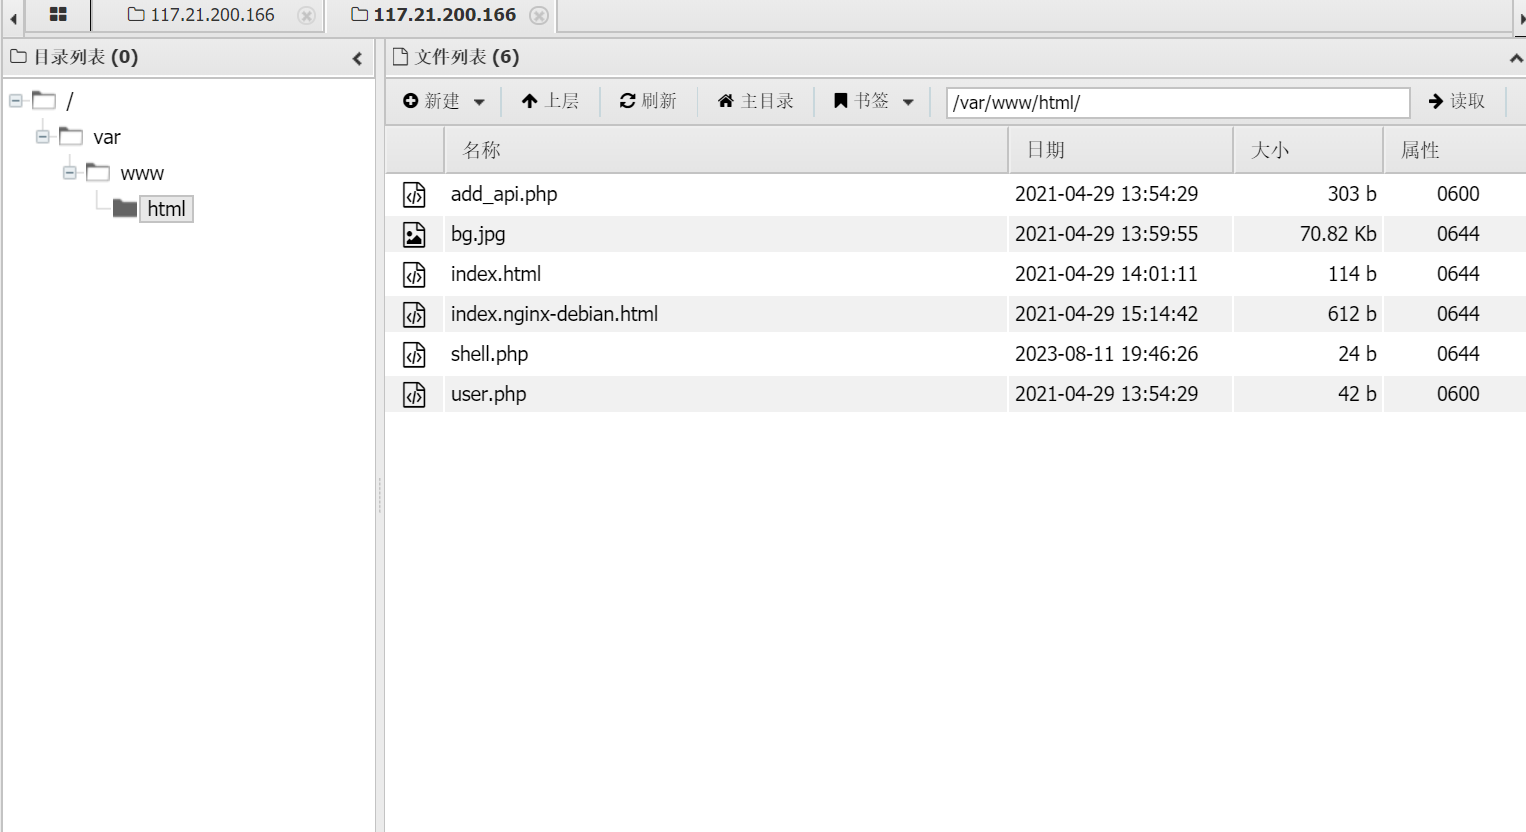 117.21.200.166 117.21.200.166
目录列表 (0)
/
var
www
html
文件列表 (6)
新建 上层 刷新 主目录 书签 /var/www/html/ 读取
名称 日期 大小 属性
add_api.php 2021-04-29 13:54:29 303 b 0600
bg.jpg 2021-04-29 13:59:55 70.82 Kb 0644
index.html 2021-04-29 14:01:11 114 b 0644
index.nginx-debian.html 2021-04-29 15:14:42 612 b 0644
shell.php 2023-08-11 19:46:26 24 b 0644
user.php 2021-04-29 13:54:29 42 b 0600